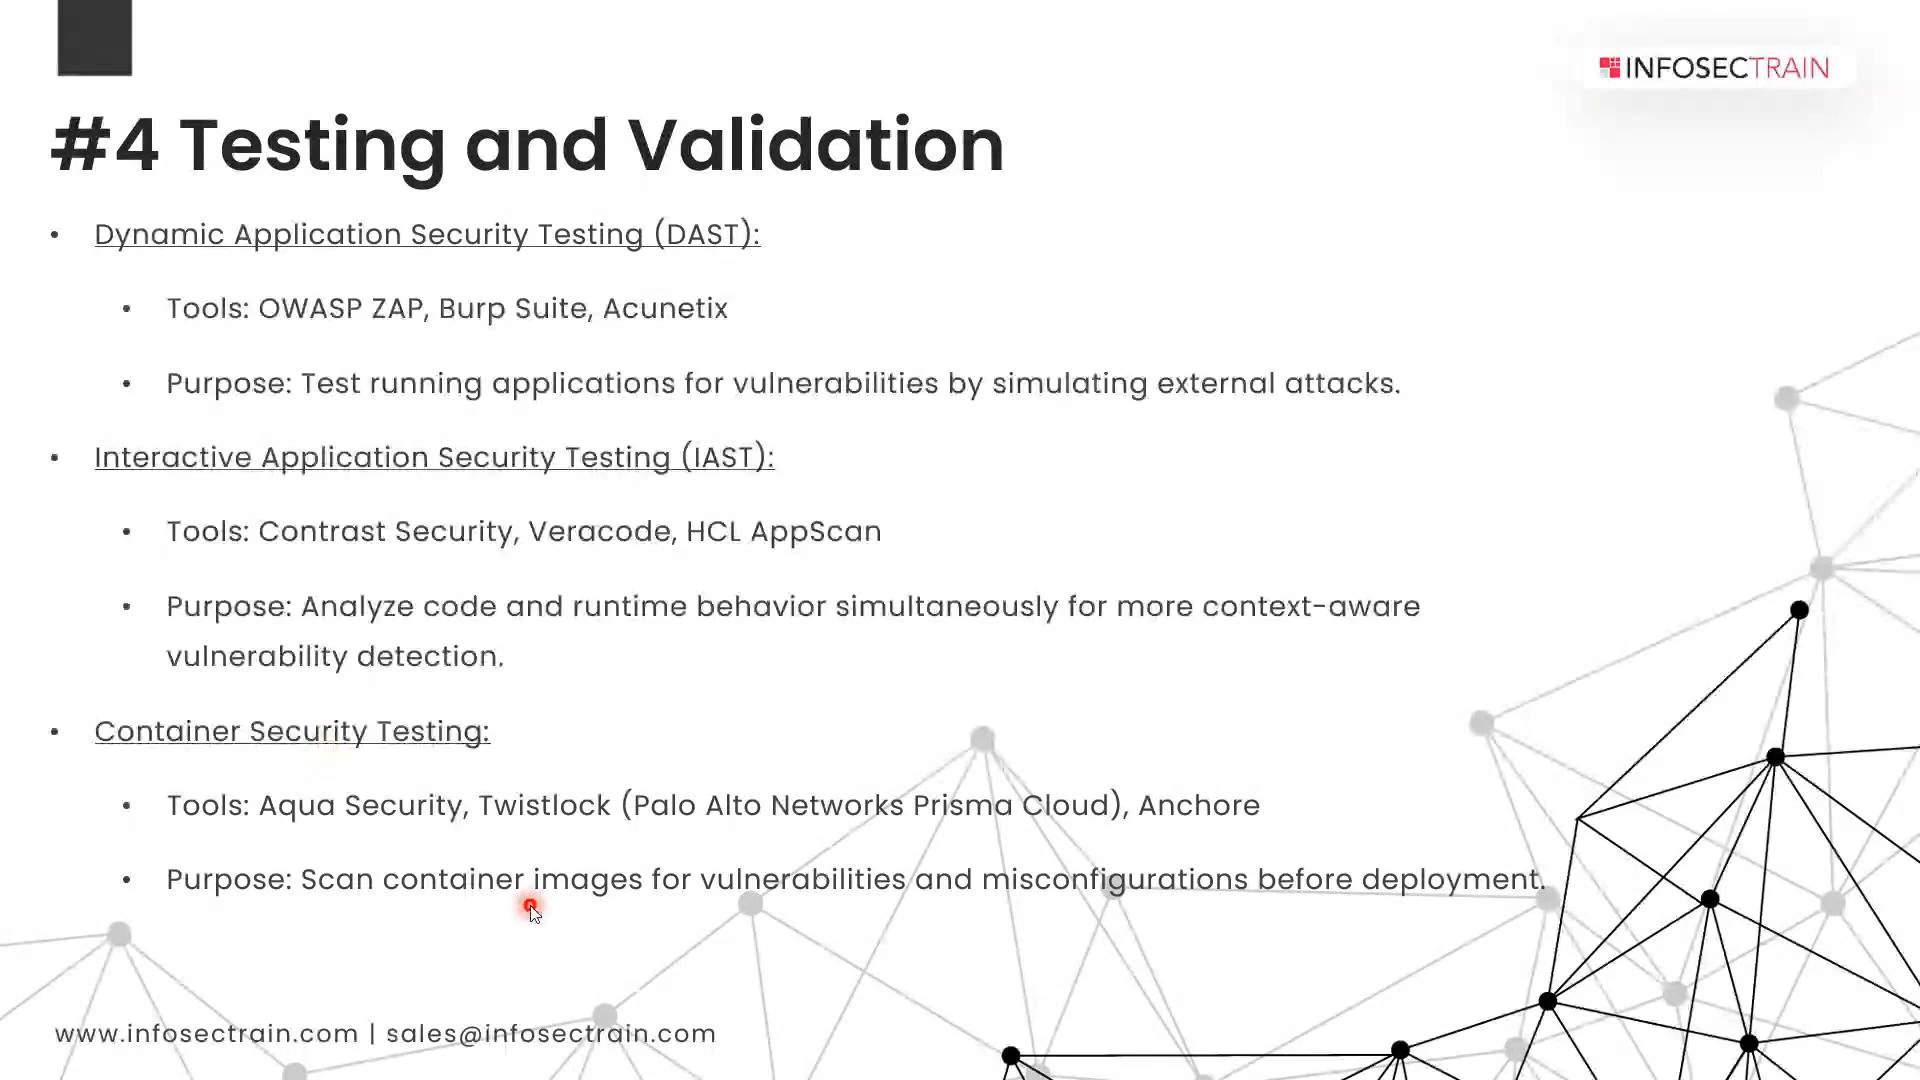 INFOSECTRAIN
#4 Testing and Validation
• Dynamic Application Security Testing (DAST):
• Tools: OWASP ZAP, Burp Suite, Acunetix
• Purpose: Test running applications for vulnerabilities by simulating external attacks.
• Interactive Application Security Testing (IAST):
• Tools: Contrast Security, Veracode, HCL AppScan
• Purpose: Analyze code and runtime behavior simultaneously for more context-aware
vulnerability detection.
• Container Security Testing:
• Tools: Aqua Security, Twistlock (Palo Alto Networks Prisma Cloud), Anchore
• Purpose: Scan container images for vulnerabilities and misconfigurations before deployment.
www.infosectrain.com | sales@infosectrain.com